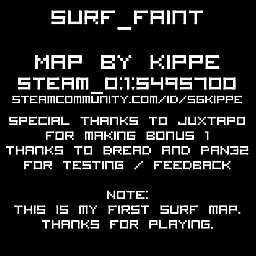 SURF_FAINT
MAP BY KIPPE
STEAM_0:1:5495700
STEAMCOMMUNITY.COM/ID/SGKIPPE
SPECIAL THANKS TO JUXTAPO
FOR MAKING BONUS 1
THANKS TO BREAD AND PAN32
FOR TESTING / FEEDBACK
NOTE:
THIS IS MY FIRST SURF MAP.
THANKS FOR PLAYING.